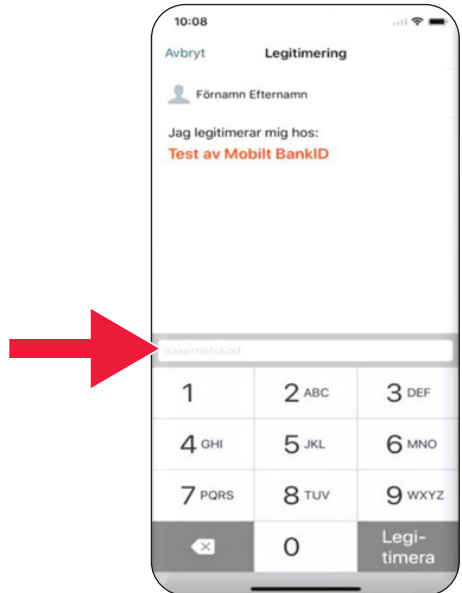 10:08
Avbryt Legitimering
Förnamn Efternamn
Jag legitimerar mig hos:
Test av Mobilt BankID
Säkerhetskod
1 2 ABC 3 DEF
4 GHI 5 JKL 6 MNO
7 PQRS 8 TUV 9 WXYZ
0 Legi-
timera